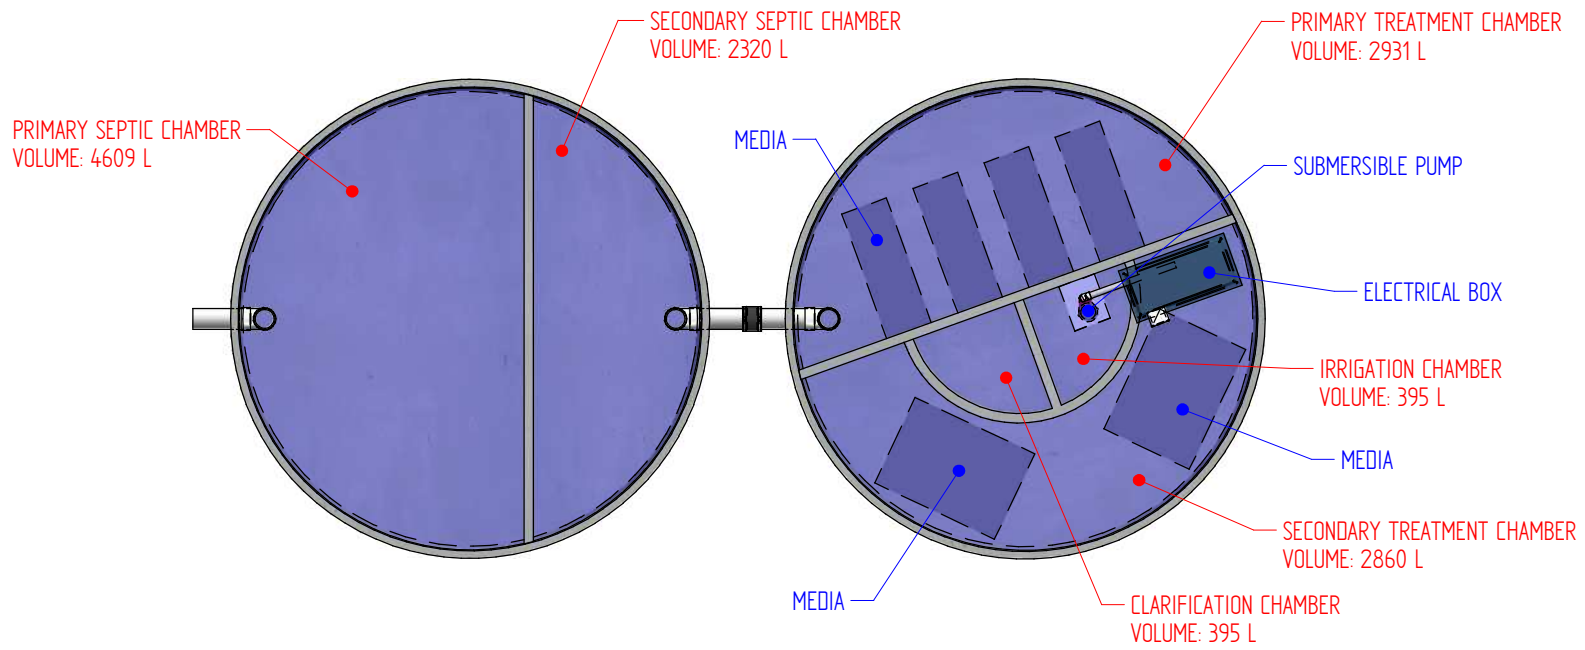 SECONDARY SEPTIC CHAMBER
VOLUME: 2320 L
PRIMARY TREATMENT CHAMBER
VOLUME: 2931 L
PRIMARY SEPTIC CHAMBER
VOLUME: 4609 L
MEDIA
SUBMERSIBLE PUMP
ELECTRICAL BOX
IRRIGATION CHAMBER
VOLUME: 395 L
MEDIA
SECONDARY TREATMENT CHAMBER
VOLUME: 2860 L
MEDIA
CLARIFICATION CHAMBER
VOLUME: 395 L